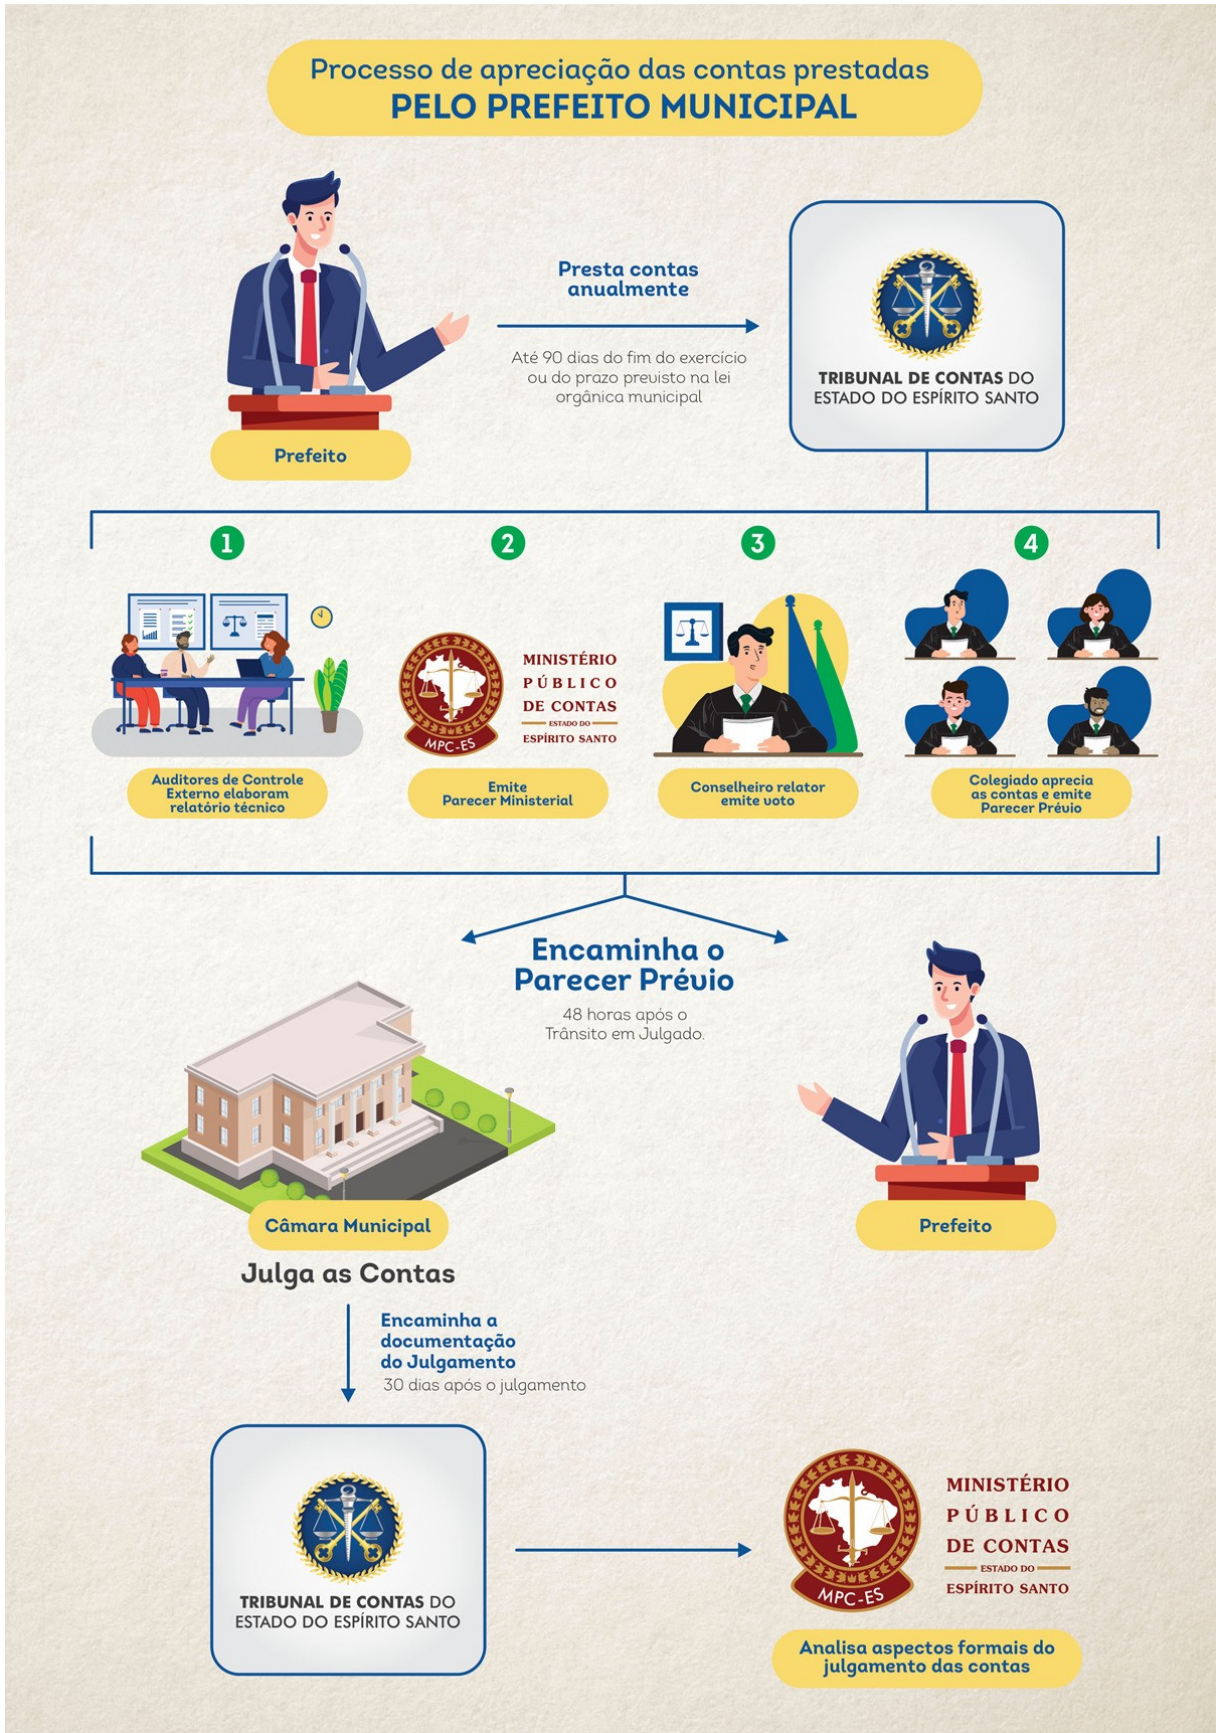 Processo de apreciação das contas prestadas
PELO PREFEITO MUNICIPAL
Presta contas
anualmente
Até 90 dias do fim do exercício
ou do prazo previsto na lei
orgânica municipal
TRIBUNAL DE CONTAS DO
ESTADO DO ESPÍRITO SANTO
Prefeito
1
2
3
4
MINISTÉRIO
PÚBLICO
DE CONTAS
ESTADO DO
ESPÍRITO SANTO
MPC-ES
Auditores de Controle
Externo elaboram
relatório técnico
Emite
Parecer Ministerial
Conselheiro relator
emite voto
Colegiado aprecia
as contas e emite
Parecer Prévio
Encaminha o
Parecer Prévio
48 horas após o
Trânsito em Julgado.
Câmara Municipal
Prefeito
Julga as Contas
Encaminha a
documentação
do Julgamento
30 dias após o julgamento
TRIBUNAL DE CONTAS DO
ESTADO DO ESPÍRITO SANTO
MINISTÉRIO
PÚBLICO
DE CONTAS
ESTADO DO
ESPÍRITO SANTO
MPC-ES
Analisa aspectos formais do
julgamento das contas